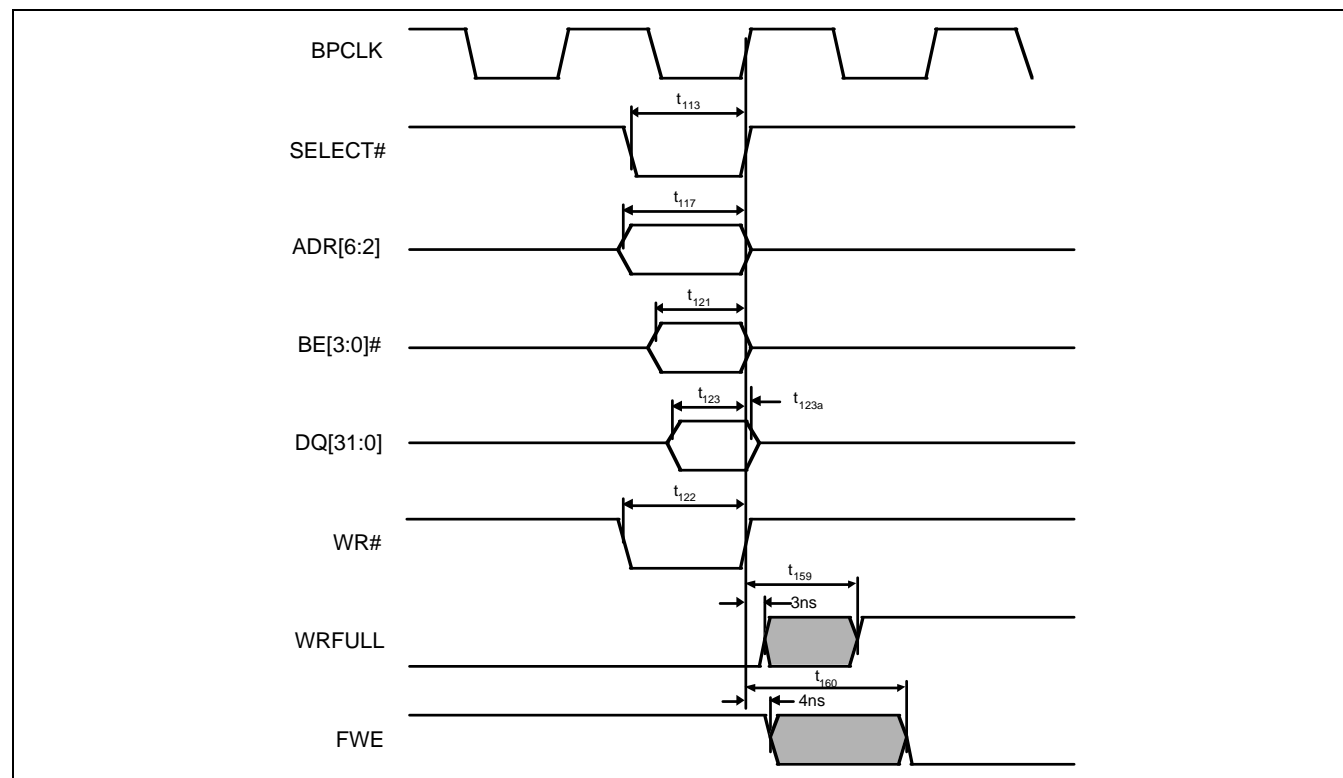 BPCLK
t113
SELECT#
t117
ADR[6:2]
t121
BE[3:0]#
t123
t123a
DQ[31:0]
t122
WR#
t159
3ns
WRFULL
t160
4ns
FWE